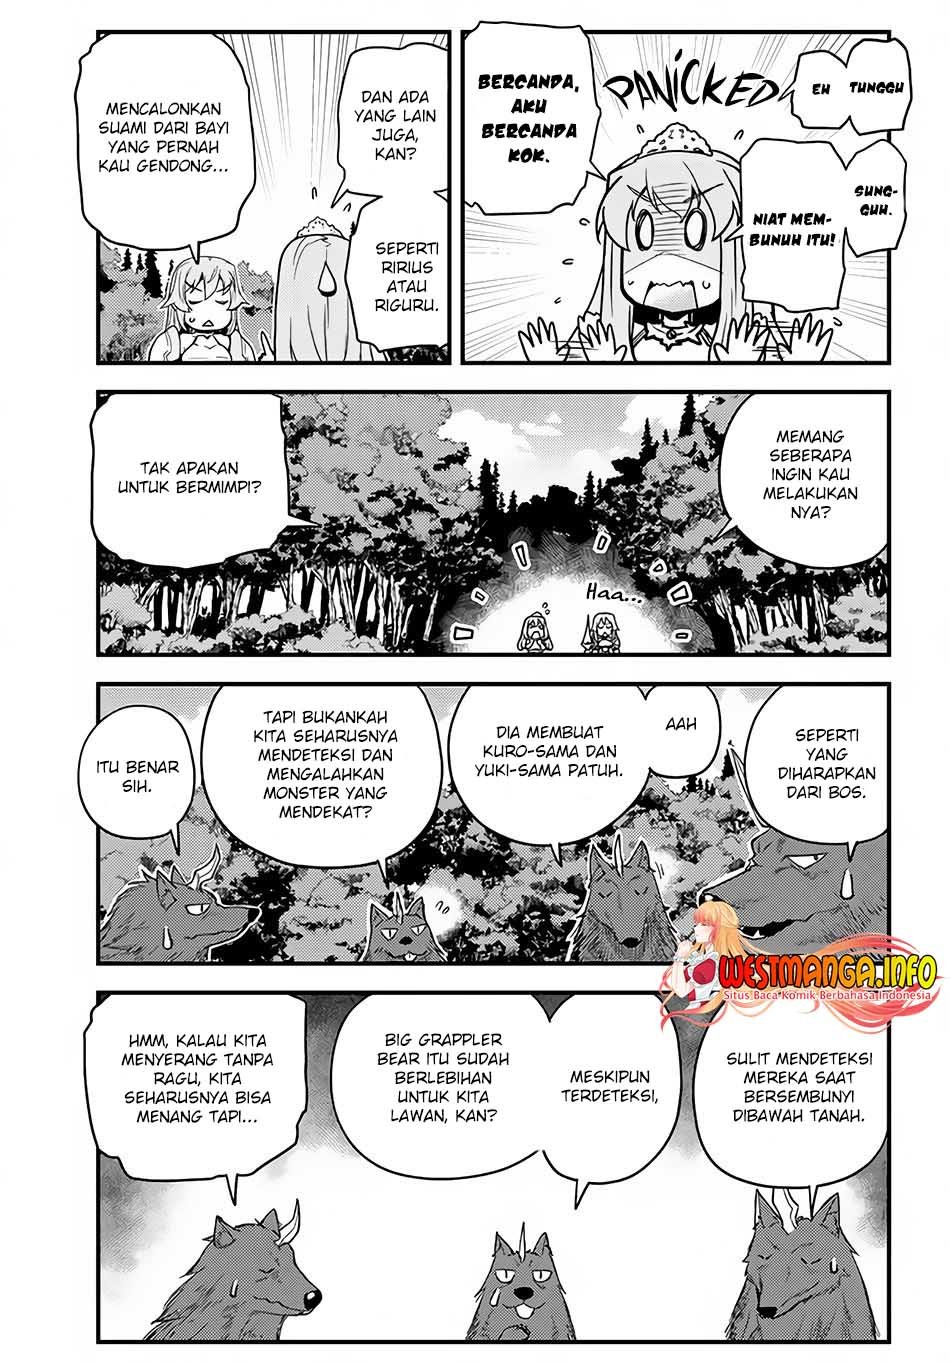 EH
TUNGGU
SUNG-
GUH.
NIAT MEM-
BUNUH ITU!
PANICKED
BERCANDA,
AKU
BERCANDA
KOK.
DAN ADA
YANG LAIN
JUGA,
KAN?
SEPERTI
RIRIUS
ATAU
RIGURU.
MENCALONKAN
SUAMI DARI BAYI
YANG PERNAH
KAU GENDONG...
MEMANG
SEBERAPA
INGIN KAU
MELAKUKAN
NYA?
Haa...
TAK APAKAN
UNTUK BERMIMPI?
SEPERTI
YANG
DIHARAPKAN
DARI BOS.
AAH
DIA MEMBUAT
KURO-SAMA DAN
YUKI-SAMA PATUH.
TAPI BUKANKAH
KITA SEHARUSNYA
MENDETEKSI DAN
MENGALAHKAN
MONSTER YANG
MENDEKAT?
ITU BENAR
SIH.
WESTMANGA.INFO
Situs Baca Komik Berbahasa Indonesia
SULIT MENDETEKSI
MEREKA SAAT
BERSEMBUNYI
DIBAWAH TANAH.
MESKIPUN
TERDETEKSI,
BIG GRAPPLER
BEAR ITU SUDAH
BERLEBIHAN
UNTUK KITA
LAWAN, KAN?
HMM, KALAU KITA
MENYERANG TANPA
RAGU, KITA
SEHARUSNYA BISA
MENANG TAPI...